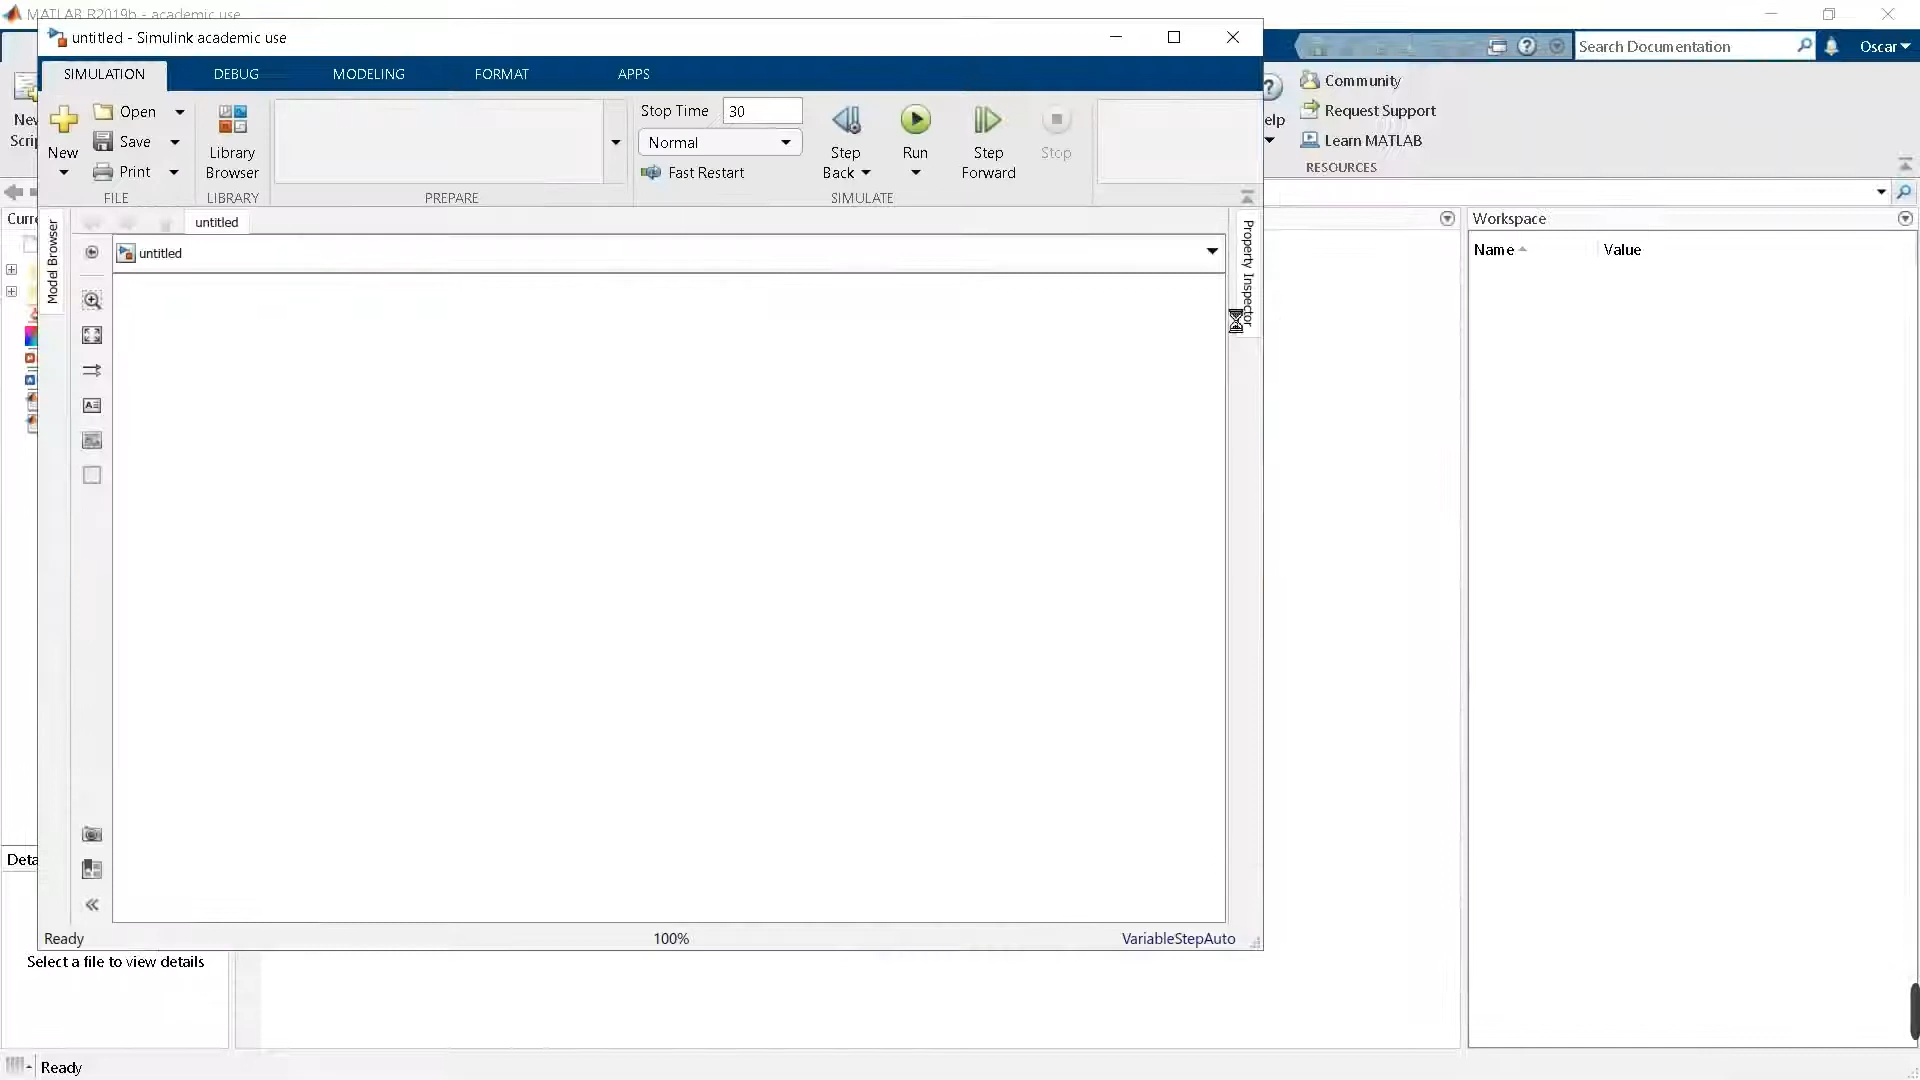 MATLAB R2019b - academic use
untitled - Simulink academic use
SIMULATION DEBUG MODELING FORMAT APPS
Search Documentation Oscar
New Open Save Print
FILE
Library Browser
LIBRARY
PREPARE
Stop Time 30
Normal
Fast Restart
Step Back Run Step Forward Stop
SIMULATE
Community
Request Support
Learn MATLAB
RESOURCES
untitled
untitled
Model Browser
Property Inspector
Workspace
Name Value
Ready 100% VariableStepAuto
Select a file to view details
Ready